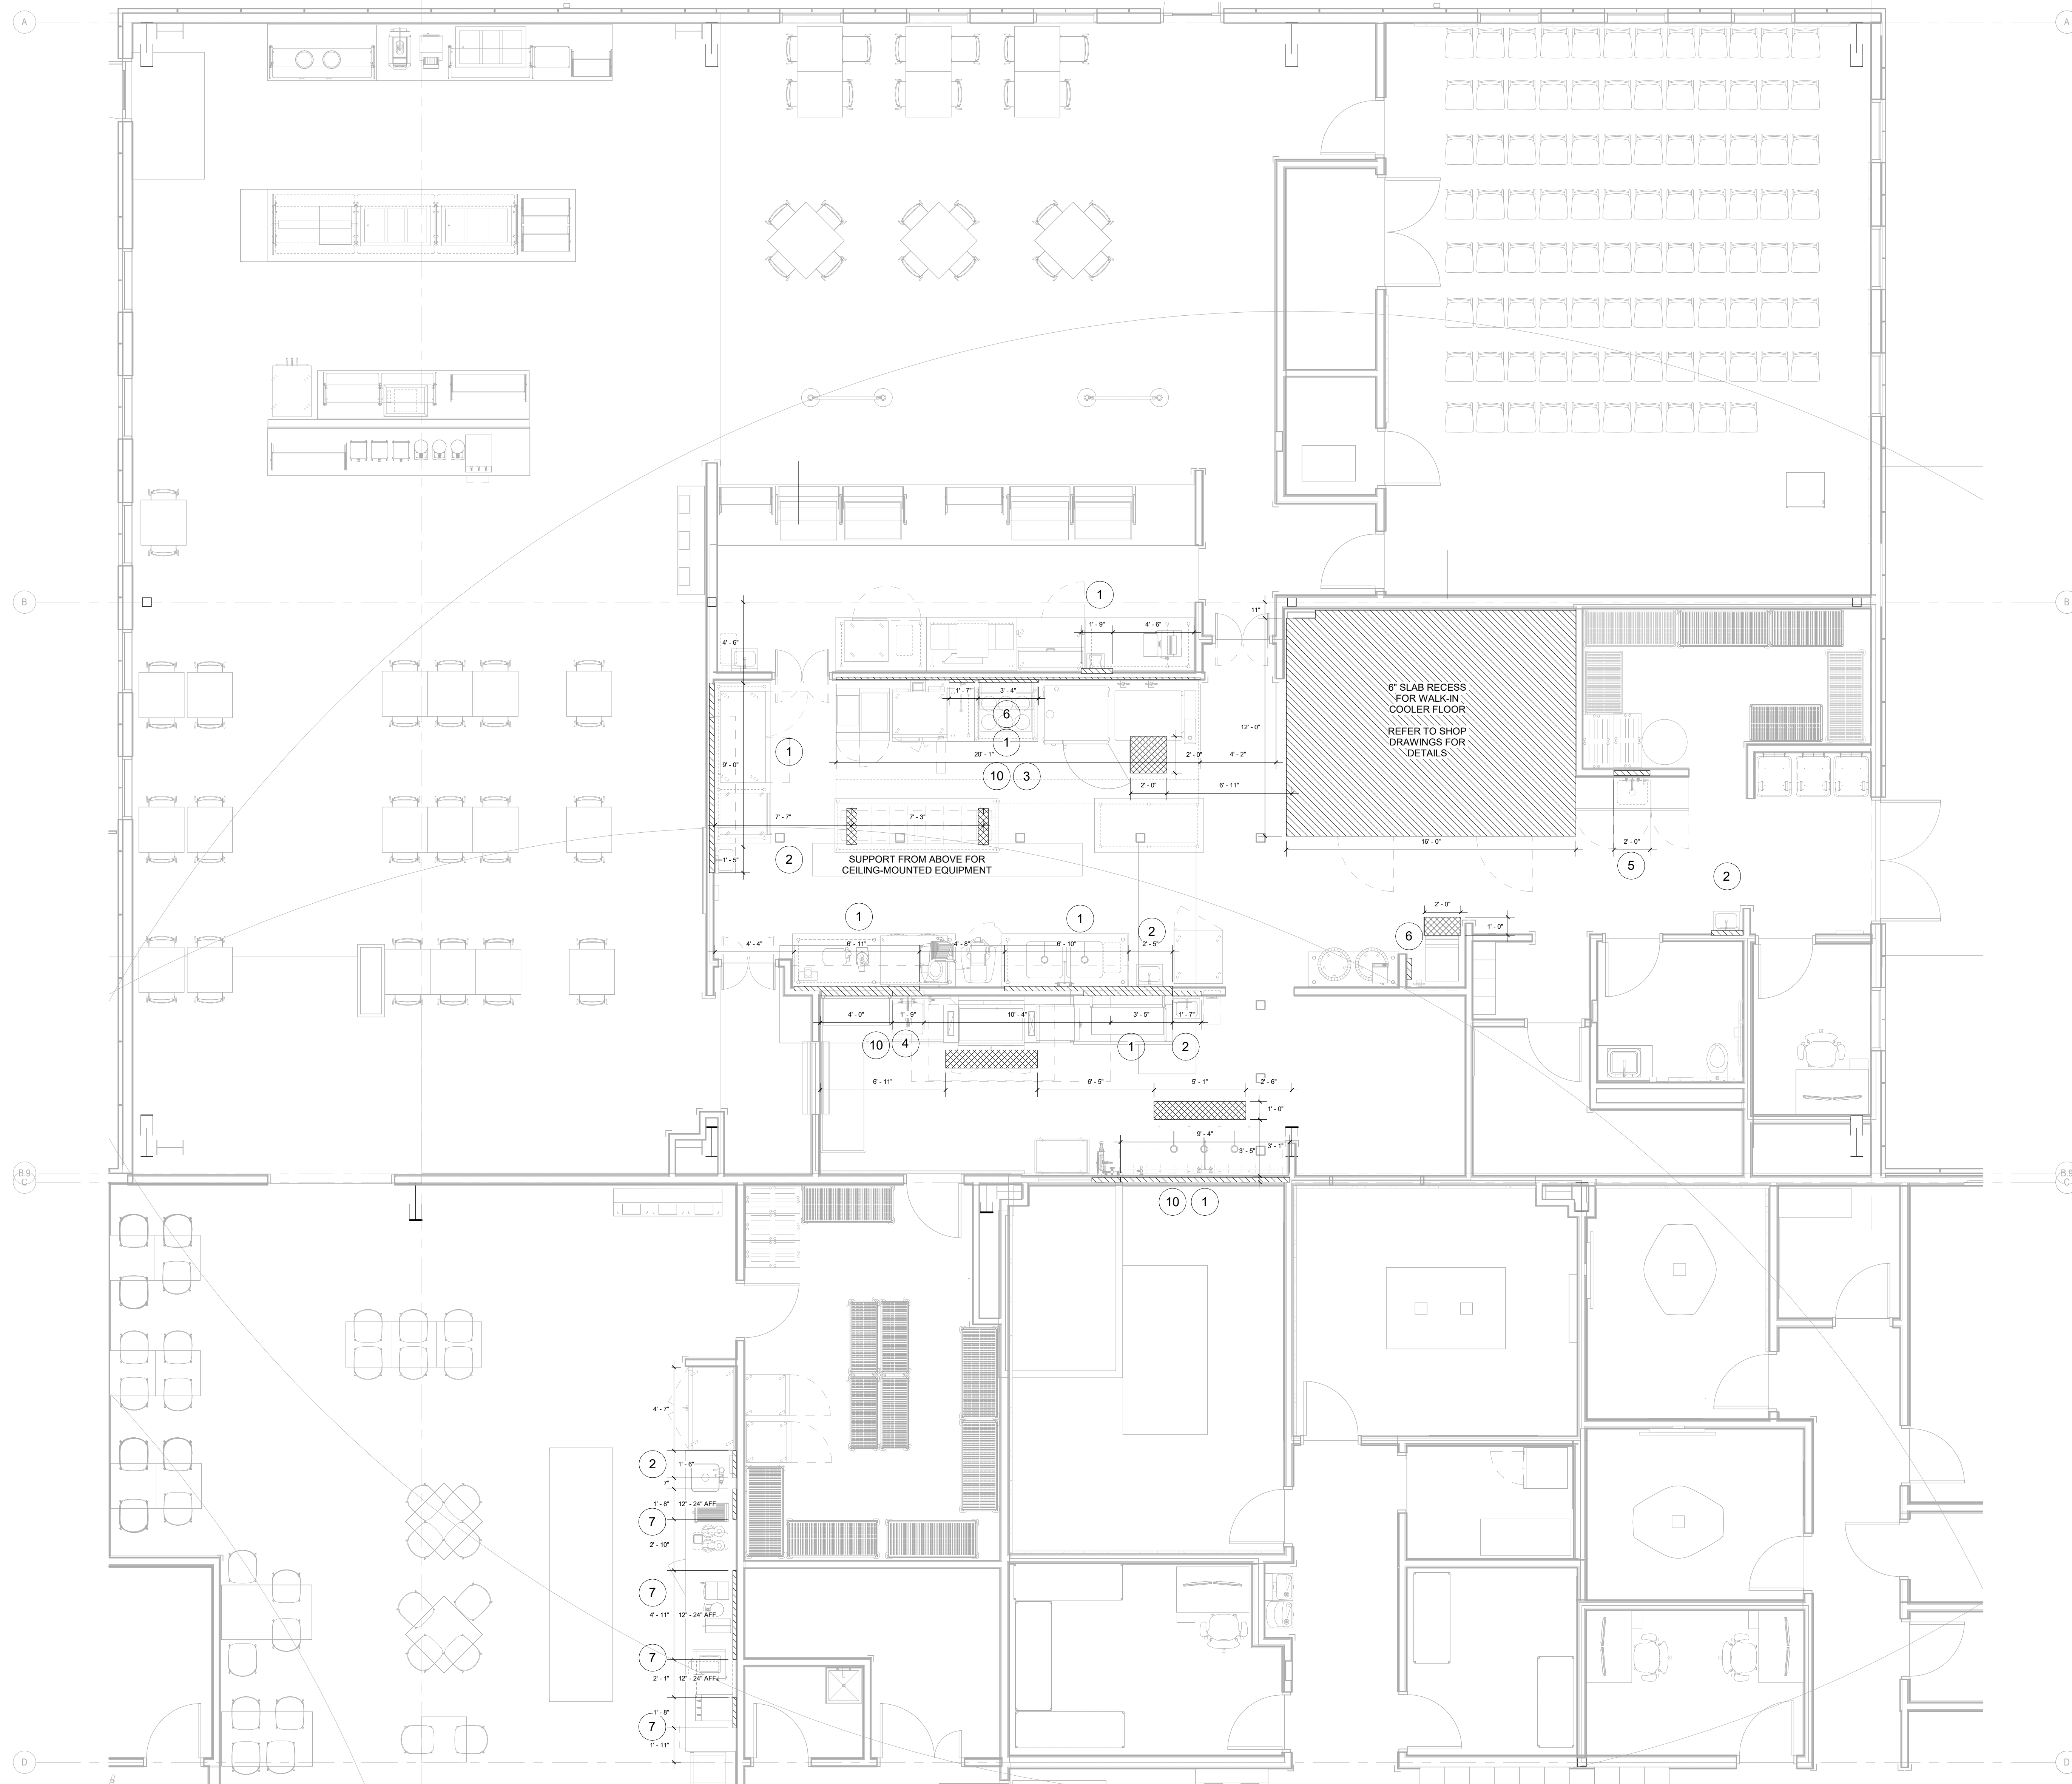 A
A
B
B
11"
1
1' - 9"
4' - 6"
4' - 6"
1' - 7"
3' - 4"
6
1
1
9' - 0"
20' - 1"
2' - 0"
4' - 2"
12' - 0"
10
3
2' - 0"
6' - 11"
6" SLAB RECESS
FOR WALK-IN
COOLER FLOOR
REFER TO SHOP
DRAWINGS FOR
DETAILS
7' - 7"
7' - 3"
16' - 0"
2' - 0"
5
1' - 5"
2
SUPPORT FROM ABOVE FOR
CEILING-MOUNTED EQUIPMENT
2
2' - 0"
1' - 0"
6
1
1
2
4' - 4"
6' - 11"
4' - 8"
6' - 10"
2' - 5"
4' - 0"
1' - 9"
10' - 4"
3' - 5"
1' - 7"
10
4
1
2
6' - 11"
6' - 5"
5' - 1"
2' - 6"
1' - 0"
9' - 4"
3' - 1"
3' - 5"
B.9
C
B.9
C
10
1
4' - 7"
2
1' - 6"
7"
1' - 8"
12" - 24" AFF
7
2' - 10"
7
4' - 11"
12" - 24" AFF
7
2' - 1"
12" - 24" AFF
1' - 8"
7
1' - 11"
D
D